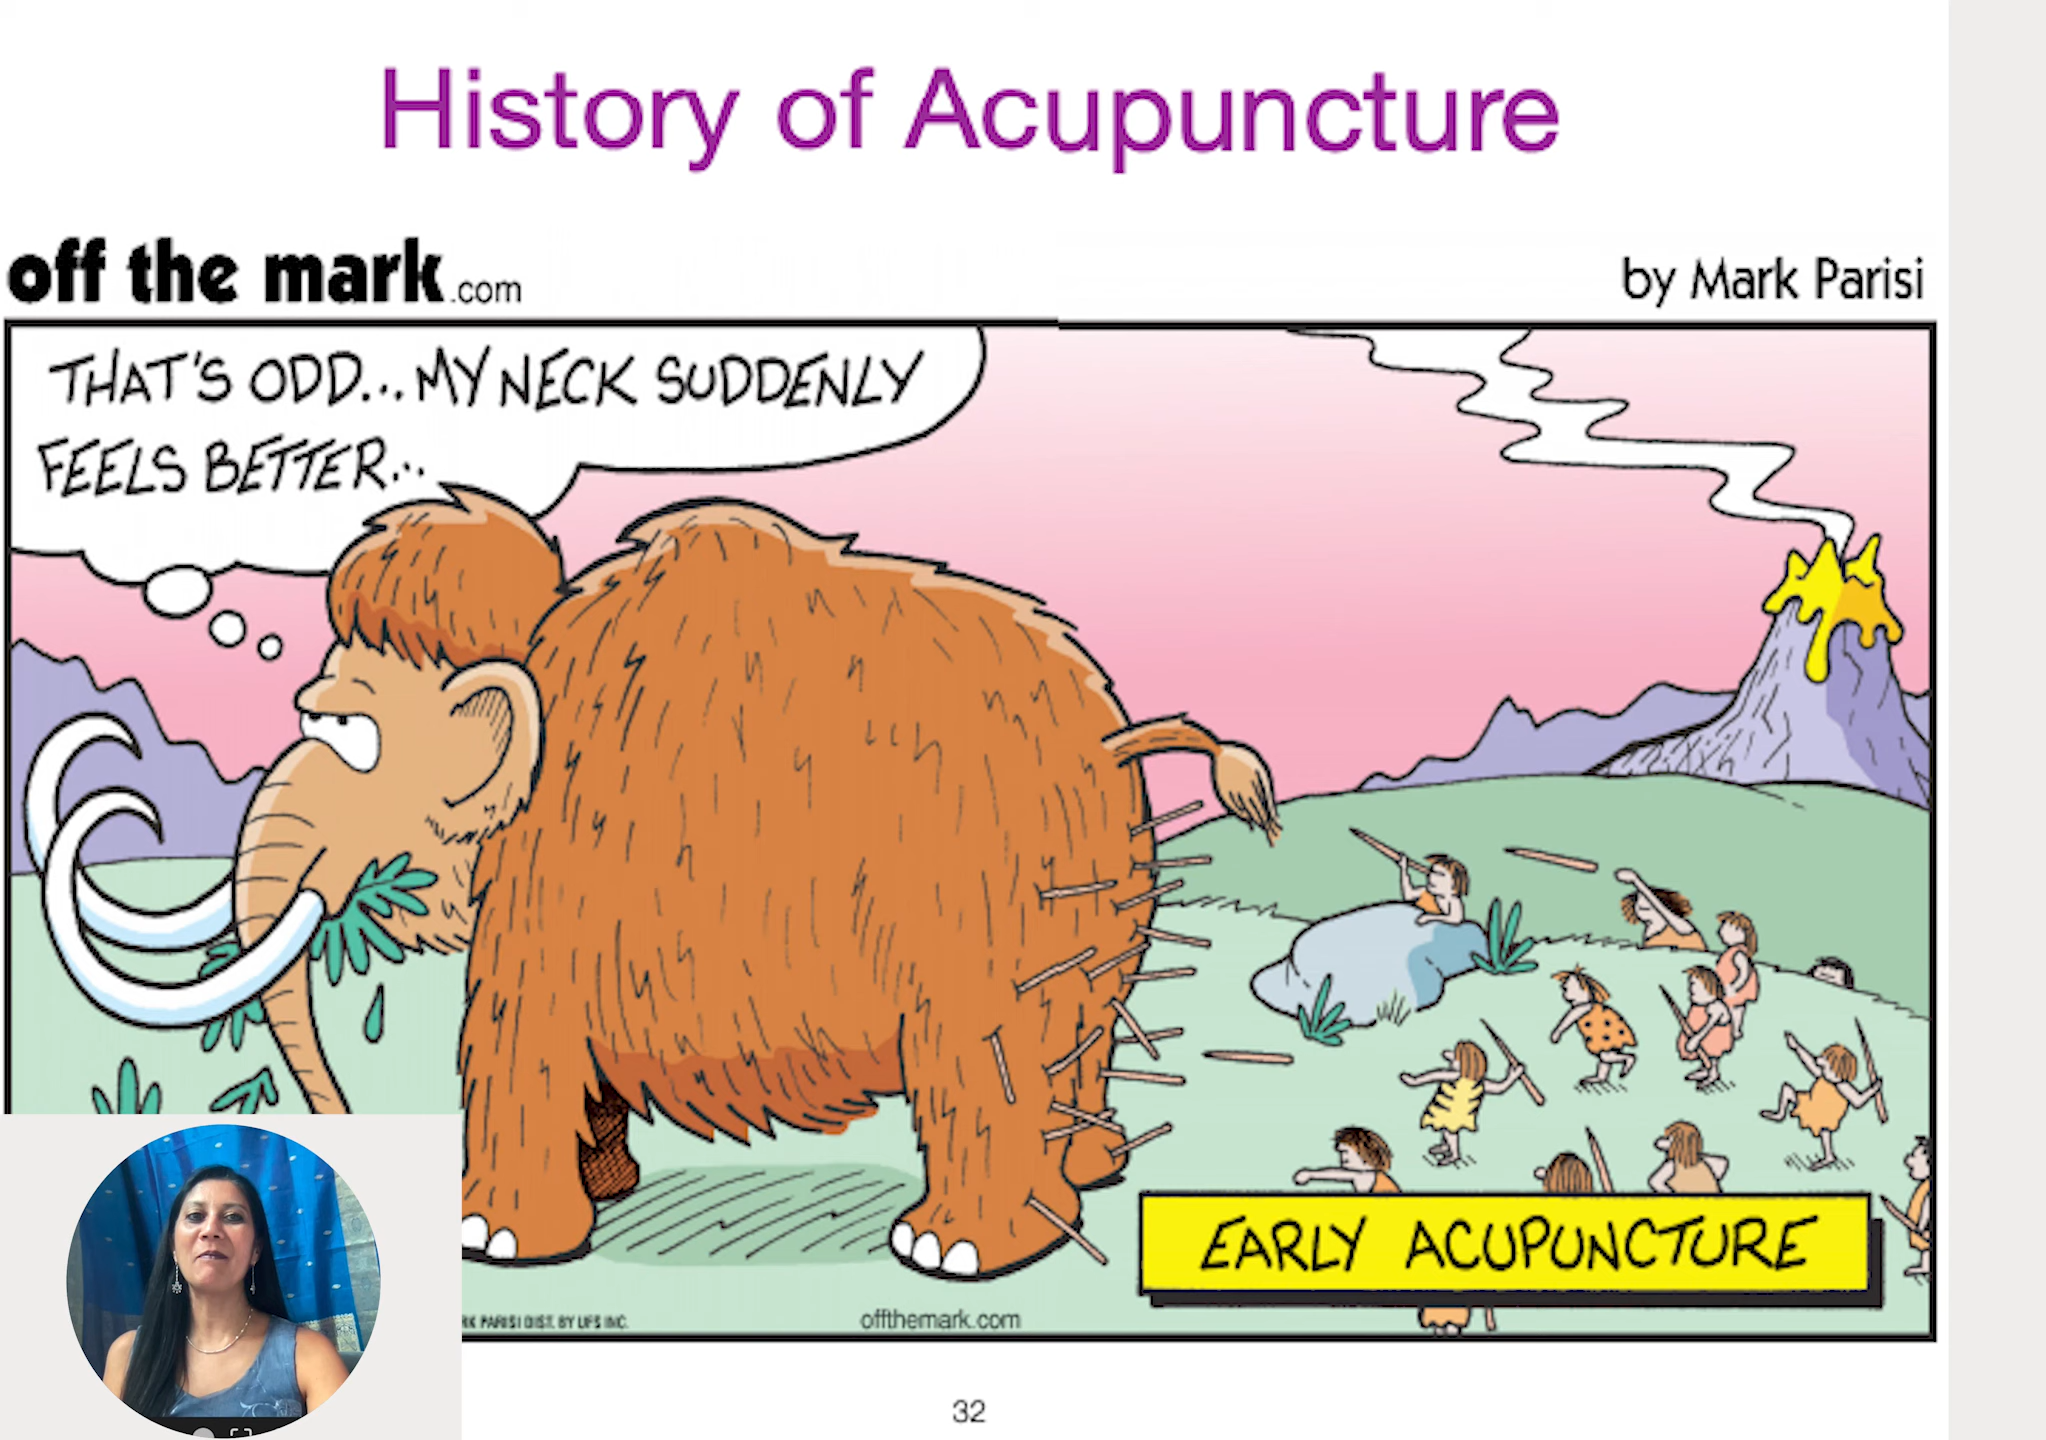 History of Acupuncture
off the mark.com
by Mark Parisi
THAT'S ODD... MY NECK SUDDENLY
FEELS BETTER...
EARLY ACUPUNCTURE
PARISI DIST. BY UFS INC.
offthemark.com
32